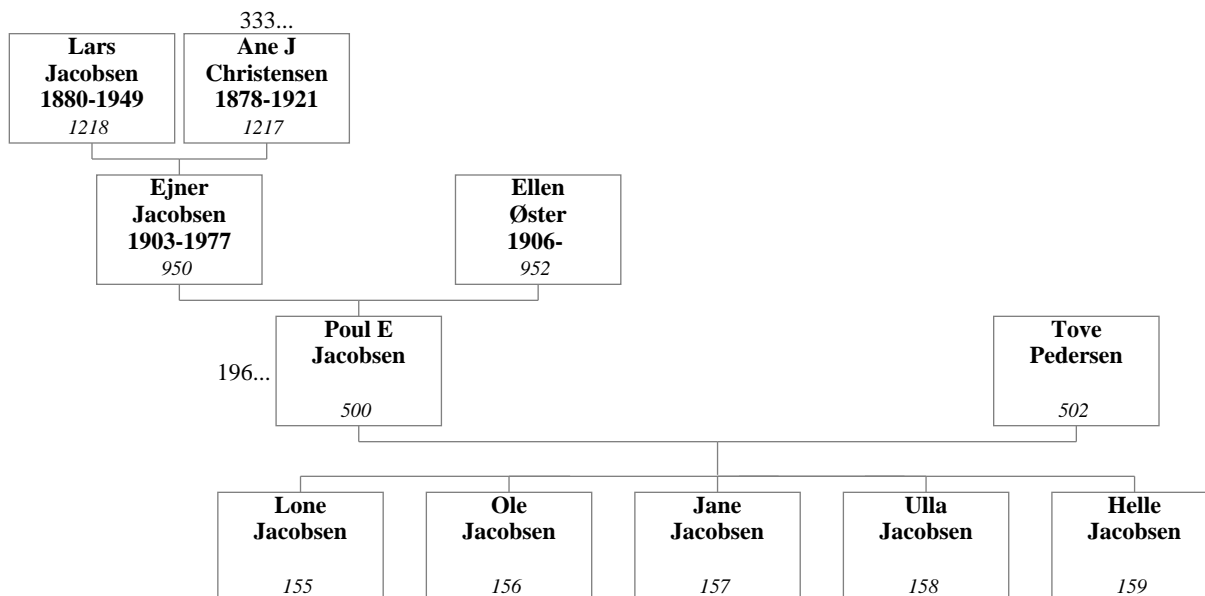 333...
Lars
Jacobsen
1880-1949
1218
Ane J
Christensen
1878-1921
1217
Ejner
Jacobsen
1903-1977
950
Ellen
Øster
1906-
952
196...
Poul E
Jacobsen
500
Tove
Pedersen
502
Lone
Jacobsen
155
Ole
Jacobsen
156
Jane
Jacobsen
157
Ulla
Jacobsen
158
Helle
Jacobsen
159